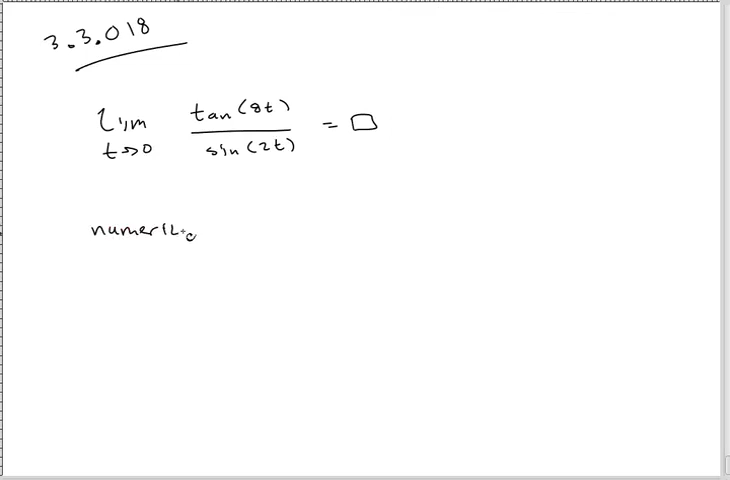 3.3.018
lim t→0 tan(8t)/sin(2t) = □
numeric